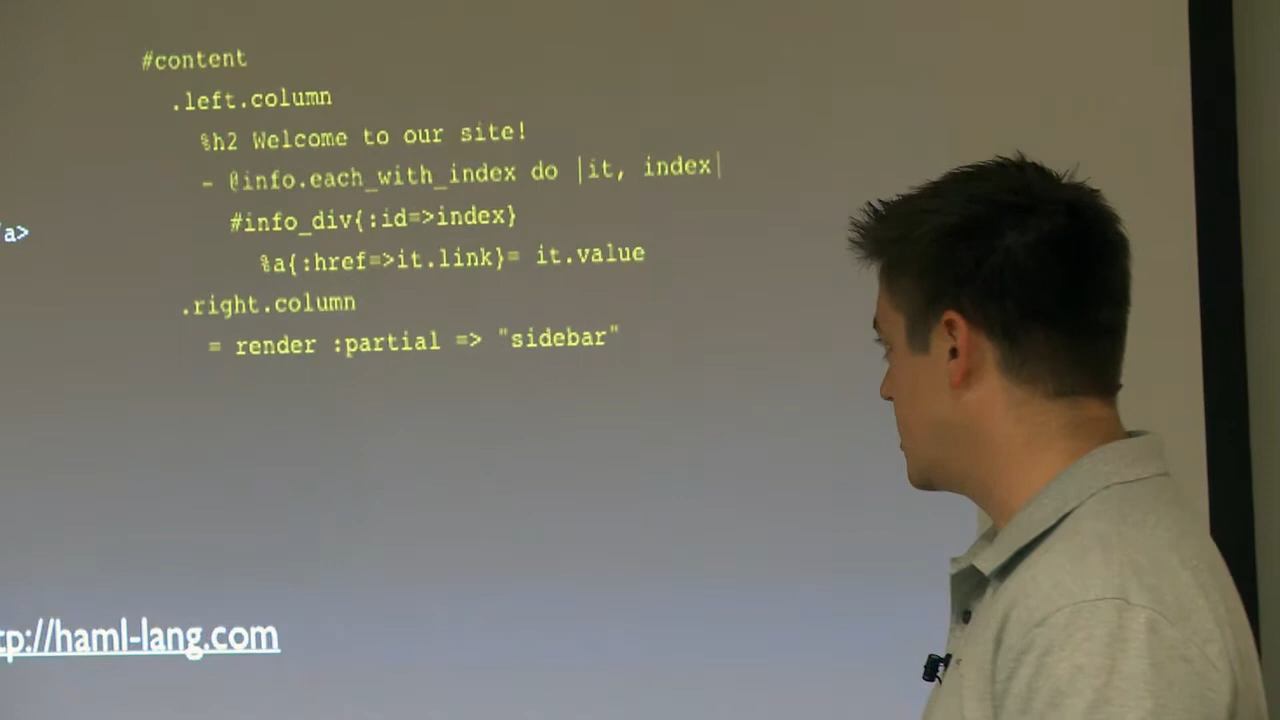 #content
.left.column
%h2 Welcome to our site!
- @info.each_with_index do |it, index|
#info_div{:id=>index}
%a{:href=>it.link}= it.value
.right.column
= render :partial => "sidebar"
a>
tp://haml-lang.com